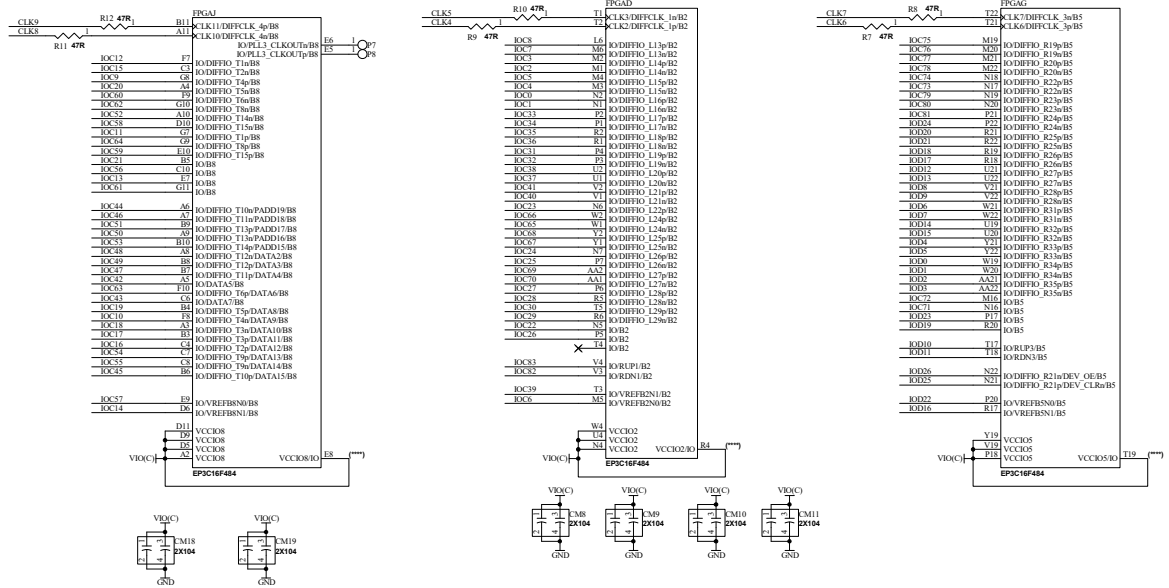 FPGAJ
CLK9 R12 47R 1 B11 CLK11/DIFFCLK_4p/B8
CLK8 R11 47R 1 A11 CLK10/DIFFCLK_4n/B8
IO/PLL3_CLKOUTn/B8 E6 1 P7
IO/PLL3_CLKOUTp/B8 E5 1 P8
IOC12 F7 IO/DIFFIO_T1n/B8
IOC15 C3 IO/DIFFIO_T2n/B8
IOC9 G8 IO/DIFFIO_T4p/B8
IOC20 A4 IO/DIFFIO_T5n/B8
IOC60 F9 IO/DIFFIO_T6n/B8
IOC62 G10 IO/DIFFIO_T8n/B8
IOC52 A10 IO/DIFFIO_T14n/B8
IOC58 D10 IO/DIFFIO_T15n/B8
IOC11 G7 IO/DIFFIO_T1p/B8
IOC64 G9 IO/DIFFIO_T8p/B8
IOC59 E10 IO/DIFFIO_T15p/B8
IOC21 B5 IO/B8
IOC56 C10 IO/B8
IOC13 E7 IO/B8
IOC61 G11 IO/B8
IOC44 A6 IO/DIFFIO_T10n/PADD19/B8
IOC46 A7 IO/DIFFIO_T11n/PADD18/B8
IOC51 B9 IO/DIFFIO_T13p/PADD17/B8
IOC50 A9 IO/DIFFIO_T13n/PADD16/B8
IOC53 B10 IO/DIFFIO_T14p/PADD15/B8
IOC48 A8 IO/DIFFIO_T12n/DATA2/B8
IOC49 B8 IO/DIFFIO_T12p/DATA3/B8
IOC47 B7 IO/DIFFIO_T11p/DATA4/B8
IOC42 A5 IO/DATA5/B8
IOC63 F10 IO/DIFFIO_T6p/DATA6/B8
IOC43 C6 IO/DATA7/B8
IOC19 B4 IO/DIFFIO_T5p/DATA8/B8
IOC10 F8 IO/DIFFIO_T4n/DATA9/B8
IOC18 A3 IO/DIFFIO_T3n/DATA10/B8
IOC17 B3 IO/DIFFIO_T3p/DATA11/B8
IOC16 C4 IO/DIFFIO_T2p/DATA12/B8
IOC54 C7 IO/DIFFIO_T9p/DATA13/B8
IOC55 C8 IO/DIFFIO_T9n/DATA14/B8
IOC45 B6 IO/DIFFIO_T10p/DATA15/B8
IOC57 E9 IO/VREFB8N0/B8
IOC14 D6 IO/VREFB8N1/B8
D11 VCCIO8
D9 VCCIO8
D5 VCCIO8
VIO(C) A2 VCCIO8 VCCIO8/IO E8 (****)
EP3C16F484
VIO(C) VIO(C)
1 3 CM18 1 3 CM19
2X104 2X104
2 4 2 4
GND GND
FPGAD
CLK5 R10 47R 1 T1 CLK3/DIFFCLK_1n/B2
CLK4 R9 47R 1 T2 CLK2/DIFFCLK_1p/B2
IOC8 L6 IO/DIFFIO_L13p/B2
IOC7 M6 IO/DIFFIO_L13n/B2
IOC3 M2 IO/DIFFIO_L14p/B2
IOC2 M1 IO/DIFFIO_L14n/B2
IOC5 M4 IO/DIFFIO_L15p/B2
IOC4 M3 IO/DIFFIO_L15n/B2
IOC0 N2 IO/DIFFIO_L16p/B2
IOC1 N1 IO/DIFFIO_L16n/B2
IOC33 P2 IO/DIFFIO_L17p/B2
IOC34 P1 IO/DIFFIO_L17n/B2
IOC35 R2 IO/DIFFIO_L18p/B2
IOC36 R1 IO/DIFFIO_L18n/B2
IOC31 P4 IO/DIFFIO_L19p/B2
IOC32 P3 IO/DIFFIO_L19n/B2
IOC38 U2 IO/DIFFIO_L20p/B2
IOC37 U1 IO/DIFFIO_L20n/B2
IOC41 V2 IO/DIFFIO_L21p/B2
IOC40 V1 IO/DIFFIO_L21n/B2
IOC23 N6 IO/DIFFIO_L22p/B2
IOC66 W2 IO/DIFFIO_L24p/B2
IOC65 W1 IO/DIFFIO_L24n/B2
IOC68 Y2 IO/DIFFIO_L25p/B2
IOC67 Y1 IO/DIFFIO_L25n/B2
IOC24 N7 IO/DIFFIO_L26p/B2
IOC25 P7 IO/DIFFIO_L26n/B2
IOC69 AA2 IO/DIFFIO_L27p/B2
IOC70 AA1 IO/DIFFIO_L27n/B2
IOC27 P6 IO/DIFFIO_L28p/B2
IOC28 R5 IO/DIFFIO_L28n/B2
IOC30 T5 IO/DIFFIO_L29p/B2
IOC29 R6 IO/DIFFIO_L29n/B2
IOC22 N5 IO/B2
IOC26 P5 IO/B2
T4 IO/B2
IOC83 V4 IO/RUP1/B2
IOC82 V3 IO/RDN1/B2
IOC39 T3 IO/VREFB2N1/B2
IOC6 M5 IO/VREFB2N0/B2
W4 VCCIO2
U4 VCCIO2
VIO(C) N4 VCCIO2 VCCIO2/IO R4 (****)
EP3C16F484
VIO(C) VIO(C) VIO(C) VIO(C)
1 3 CM8 1 3 CM9 1 3 CM10 1 3 CM11
2X104 2X104 2X104 2X104
2 4 2 4 2 4 2 4
GND GND GND GND
FPGAG
CLK7 R8 47R 1 T22 CLK7/DIFFCLK_3n/B5
CLK6 R7 47R 1 T21 CLK6/DIFFCLK_3p/B5
IOC75 M19 IO/DIFFIO_R19p/B5
IOC76 M20 IO/DIFFIO_R19n/B5
IOC77 M21 IO/DIFFIO_R20p/B5
IOC78 M22 IO/DIFFIO_R20n/B5
IOC74 N18 IO/DIFFIO_R22p/B5
IOC73 N17 IO/DIFFIO_R22n/B5
IOC79 N19 IO/DIFFIO_R23p/B5
IOC80 N20 IO/DIFFIO_R23n/B5
IOC81 P21 IO/DIFFIO_R24p/B5
IOD24 P22 IO/DIFFIO_R24n/B5
IOD20 R21 IO/DIFFIO_R25p/B5
IOD21 R22 IO/DIFFIO_R25n/B5
IOD18 R19 IO/DIFFIO_R26p/B5
IOD17 R18 IO/DIFFIO_R26n/B5
IOD12 U21 IO/DIFFIO_R27p/B5
IOD13 U22 IO/DIFFIO_R27n/B5
IOD8 V21 IO/DIFFIO_R28p/B5
IOD9 V22 IO/DIFFIO_R28n/B5
IOD6 W21 IO/DIFFIO_R31p/B5
IOD7 W22 IO/DIFFIO_R31n/B5
IOD14 U19 IO/DIFFIO_R32p/B5
IOD15 U20 IO/DIFFIO_R32n/B5
IOD4 Y21 IO/DIFFIO_R33p/B5
IOD5 Y22 IO/DIFFIO_R33n/B5
IOD0 W19 IO/DIFFIO_R34p/B5
IOD1 W20 IO/DIFFIO_R34n/B5
IOD2 AA21 IO/DIFFIO_R35p/B5
IOD3 AA22 IO/DIFFIO_R35n/B5
IOC72 M16 IO/B5
IOC71 N16 IO/B5
IOD23 P17 IO/B5
IOD19 R20 IO/B5
IOD10 T17 IO/RUP3/B5
IOD11 T18 IO/RDN3/B5
IOD26 N22 IO/DIFFIO_R21n/DEV_OE/B5
IOD25 N21 IO/DIFFIO_R21p/DEV_CLRn/B5
IOD22 P20 IO/VREFB5N0/B5
IOD16 R17 IO/VREFB5N1/B5
Y19 VCCIO5
V19 VCCIO5
VIO(C) P18 VCCIO5 VCCIO5/IO T19 (****)
EP3C16F484